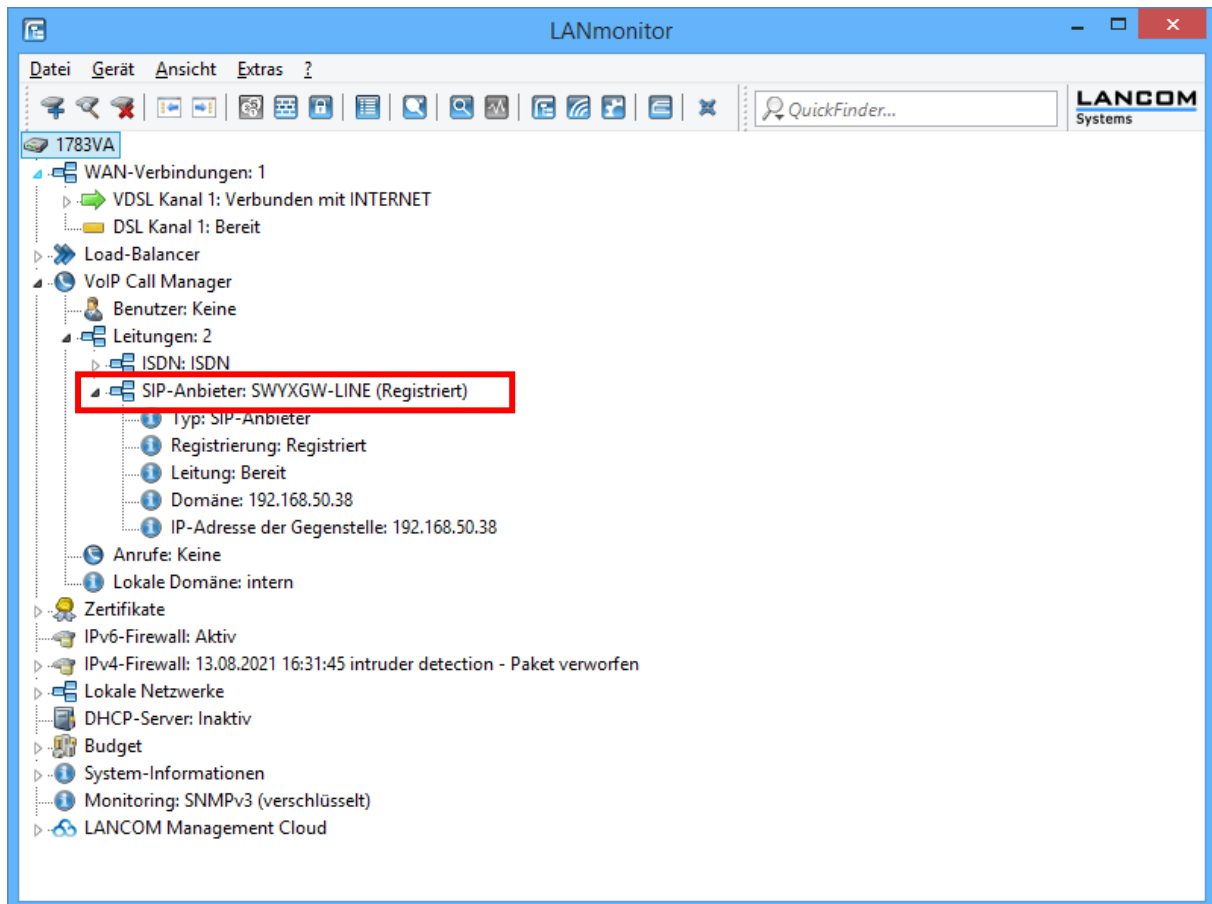 LANmonitor
Datei Gerät Ansicht Extras ?
QuickFinder...
LANCOM
Systems
1783VA
WAN-Verbindungen: 1
VDSL Kanal 1: Verbunden mit INTERNET
DSL Kanal 1: Bereit
Load-Balancer
VoIP Call Manager
Benutzer: Keine
Leitungen: 2
ISDN: ISDN
SIP-Anbieter: SWYXGW-LINE (Registriert)
Typ: SIP-Anbieter
Registrierung: Registriert
Leitung: Bereit
Domäne: 192.168.50.38
IP-Adresse der Gegenstelle: 192.168.50.38
Anrufe: Keine
Lokale Domäne: intern
Zertifikate
IPv6-Firewall: Aktiv
IPv4-Firewall: 13.08.2021 16:31:45 intruder detection - Paket verworfen
Lokale Netzwerke
DHCP-Server: Inaktiv
Budget
System-Informationen
Monitoring: SNMPv3 (verschlüsselt)
LANCOM Management Cloud